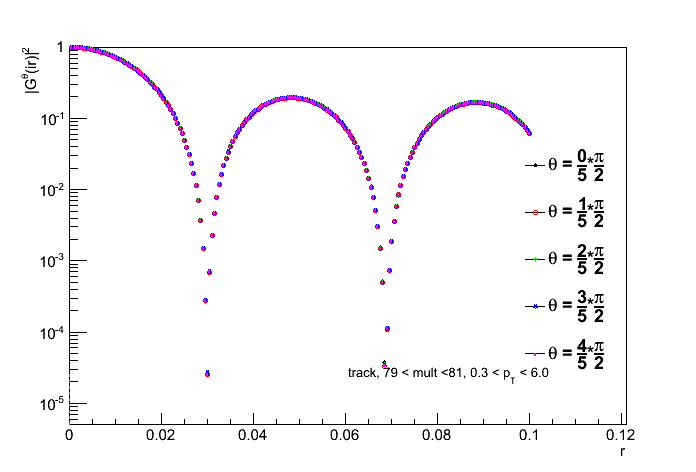 |G^θ(ir)|^2
1
10^-1
10^-2
10^-3
10^-4
10^-5
θ = 0/5*π/2
θ = 1/5*π/2
θ = 2/5*π/2
θ = 3/5*π/2
θ = 4/5*π/2
track, 79 < mult <81, 0.3 < p_T < 6.0
0 0.02 0.04 0.06 0.08 0.1 0.12
r